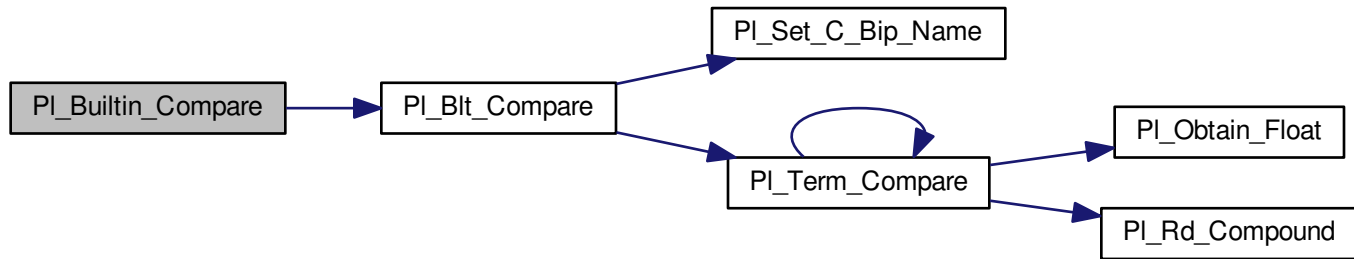 Pl_Builtin_Compare
Pl_Blt_Compare
Pl_Set_C_Bip_Name
Pl_Term_Compare
Pl_Obtain_Float
Pl_Rd_Compound